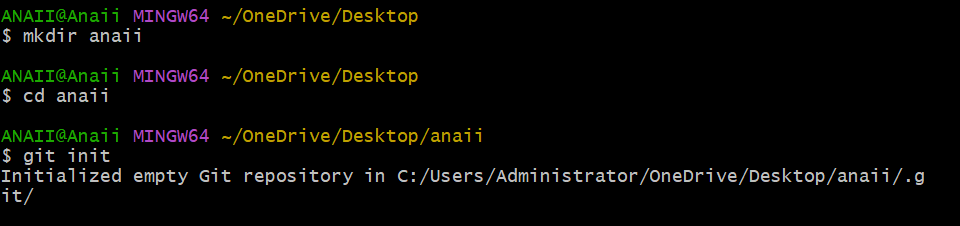 ANAII@Anaii MINGW64 ~/OneDrive/Desktop
$ mkdir anaii
ANAII@Anaii MINGW64 ~/OneDrive/Desktop
$ cd anaii
ANAII@Anaii MINGW64 ~/OneDrive/Desktop/anaii
$ git init
Initialized empty Git repository in C:/Users/Administrator/OneDrive/Desktop/anaii/.g
it/